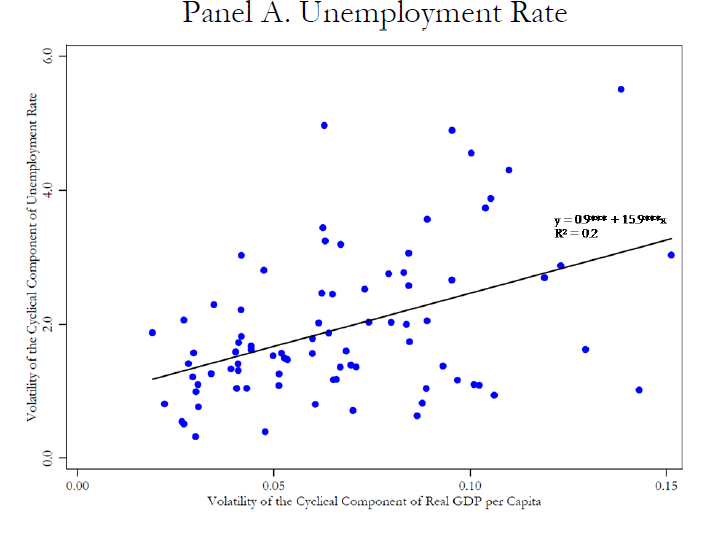 Panel A. Unemployment Rate
Volatility of the Cyclical Component of Unemployment Rate
6.0
4.0
2.0
0.0
y = 0.9*** + 15.9***x
R² = 0.2
0.00
0.05
0.10
0.15
Volatility of the Cyclical Component of Real GDP per Capita